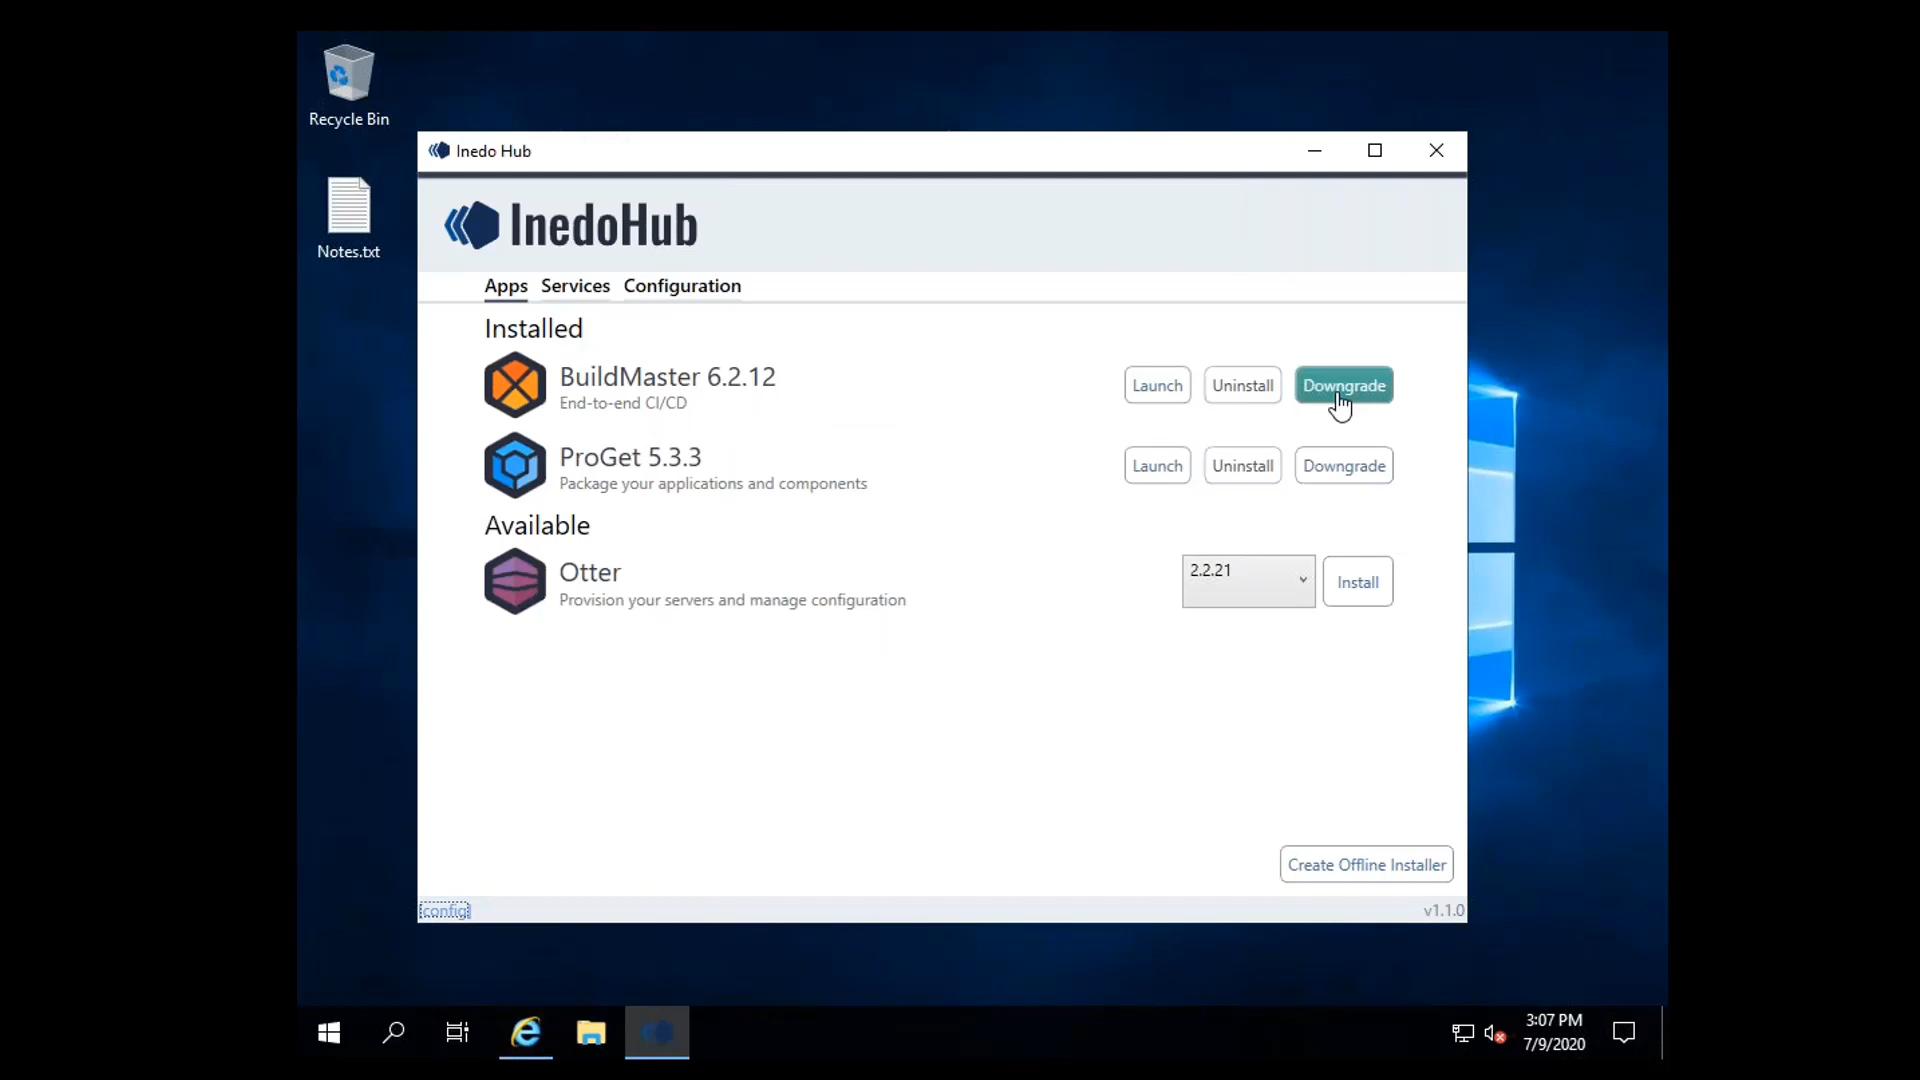 Recycle Bin
Notes.txt
Inedo Hub
InedoHub
Apps Services Configuration
Installed
BuildMaster 6.2.12
End-to-end CI/CD
Launch Uninstall Downgrade
ProGet 5.3.3
Package your applications and components
Launch Uninstall Downgrade
Available
Otter
Provision your servers and manage configuration
2.2.21
Install
Create Offline Installer
config
v1.1.0
3:07 PM
7/9/2020